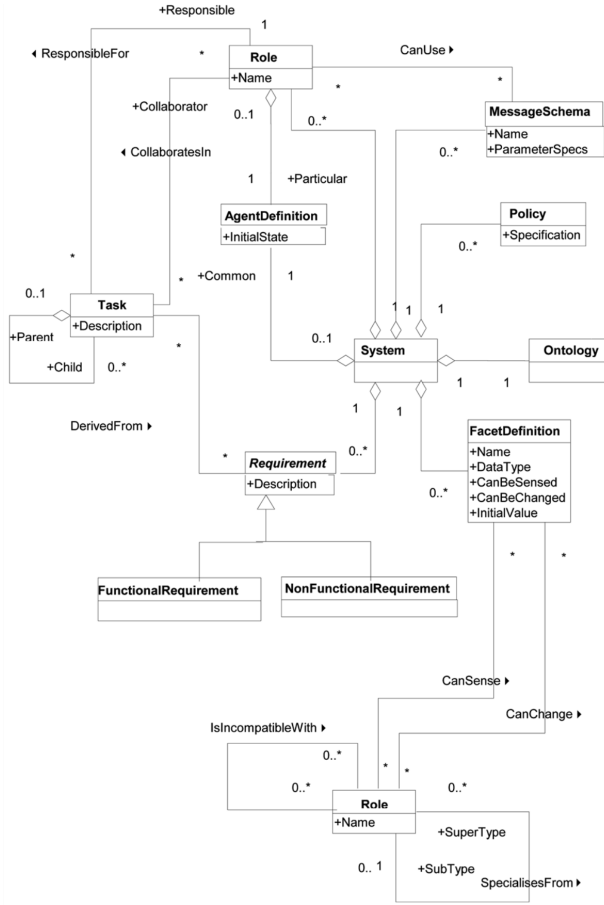 +Responsible
1
◄ ResponsibleFor
*
Role
+Name
CanUse ►
*
*
+Collaborator
0..1
0..*
MessageSchema
+Name
+ParameterSpecs
0..*
◄ CollaboratesIn
1
+Particular
AgentDefinition
+InitialState
Policy
+Specification
0..*
*
*
+Common
1
0..1
Task
+Description
+Parent
+Child
0..*
*
1
1
1
0..1
System
Ontology
1
1
1
1
DerivedFrom ►
*
0..*
Requirement
+Description
FacetDefinition
+Name
+DataType
+CanBeSensed
+CanBeChanged
+InitialValue
0..*
FunctionalRequirement
NonFunctionalRequirement
*
*
CanSense ►
CanChange ►
IsIncompatibleWith ►
0..*
*
*
0..*
0..*
Role
+Name
+SuperType
0.. 1
+SubType
SpecialisesFrom ►